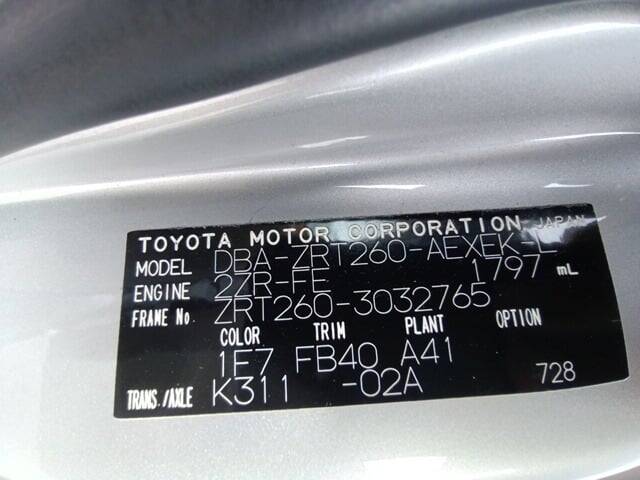 TOYOTA MOTOR CORPORATION JAPAN
MODEL DBA-ZRT260-AEXEK-L
ENGINE 2ZR-FE 1797 mL
FRAME No ZRT260-3032765
COLOR TRIM PLANT OPTION
1F7 FB40 A41
TRANS./AXLE K311 -02A 728